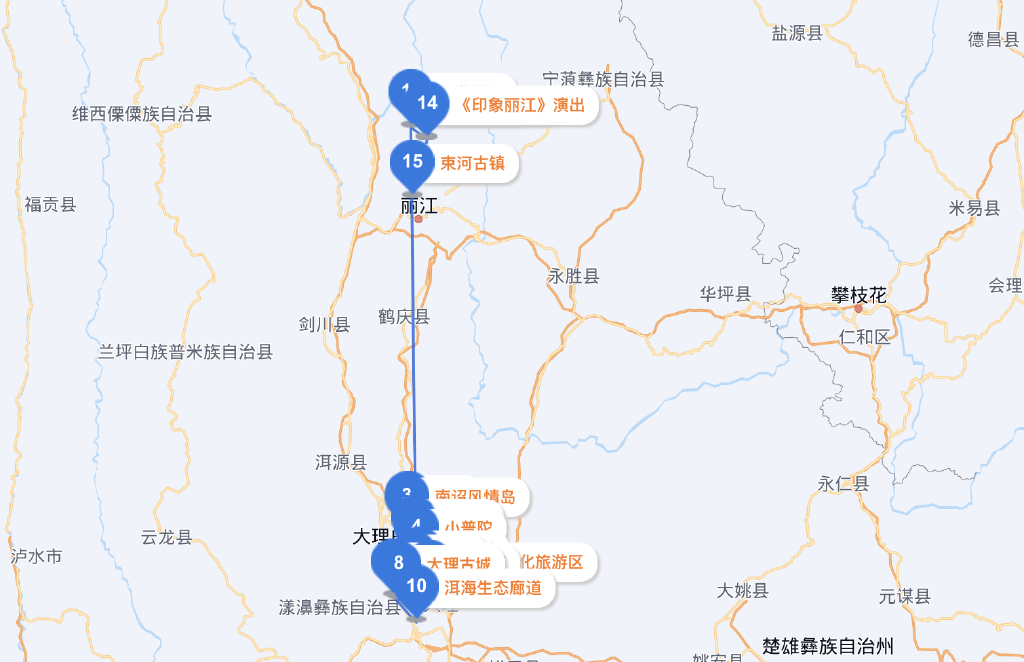 盐源县
德昌县
宁蒗彝族自治县
14
《印象丽江》演出
维西傈僳族自治县
15
束河古镇
福贡县
丽江
米易县
永胜县
华坪县
攀枝花
会理
剑川县
鹤庆县
仁和区
兰坪白族普米族自治县
洱源县
永仁县
3
南诏风情岛
4
小普陀
大理
云龙县
泸水市
8
大理古城
化旅游区
10
洱海生态廊道
漾濞彝族自治县
大姚县
元谋县
楚雄彝族自治州
姚安县